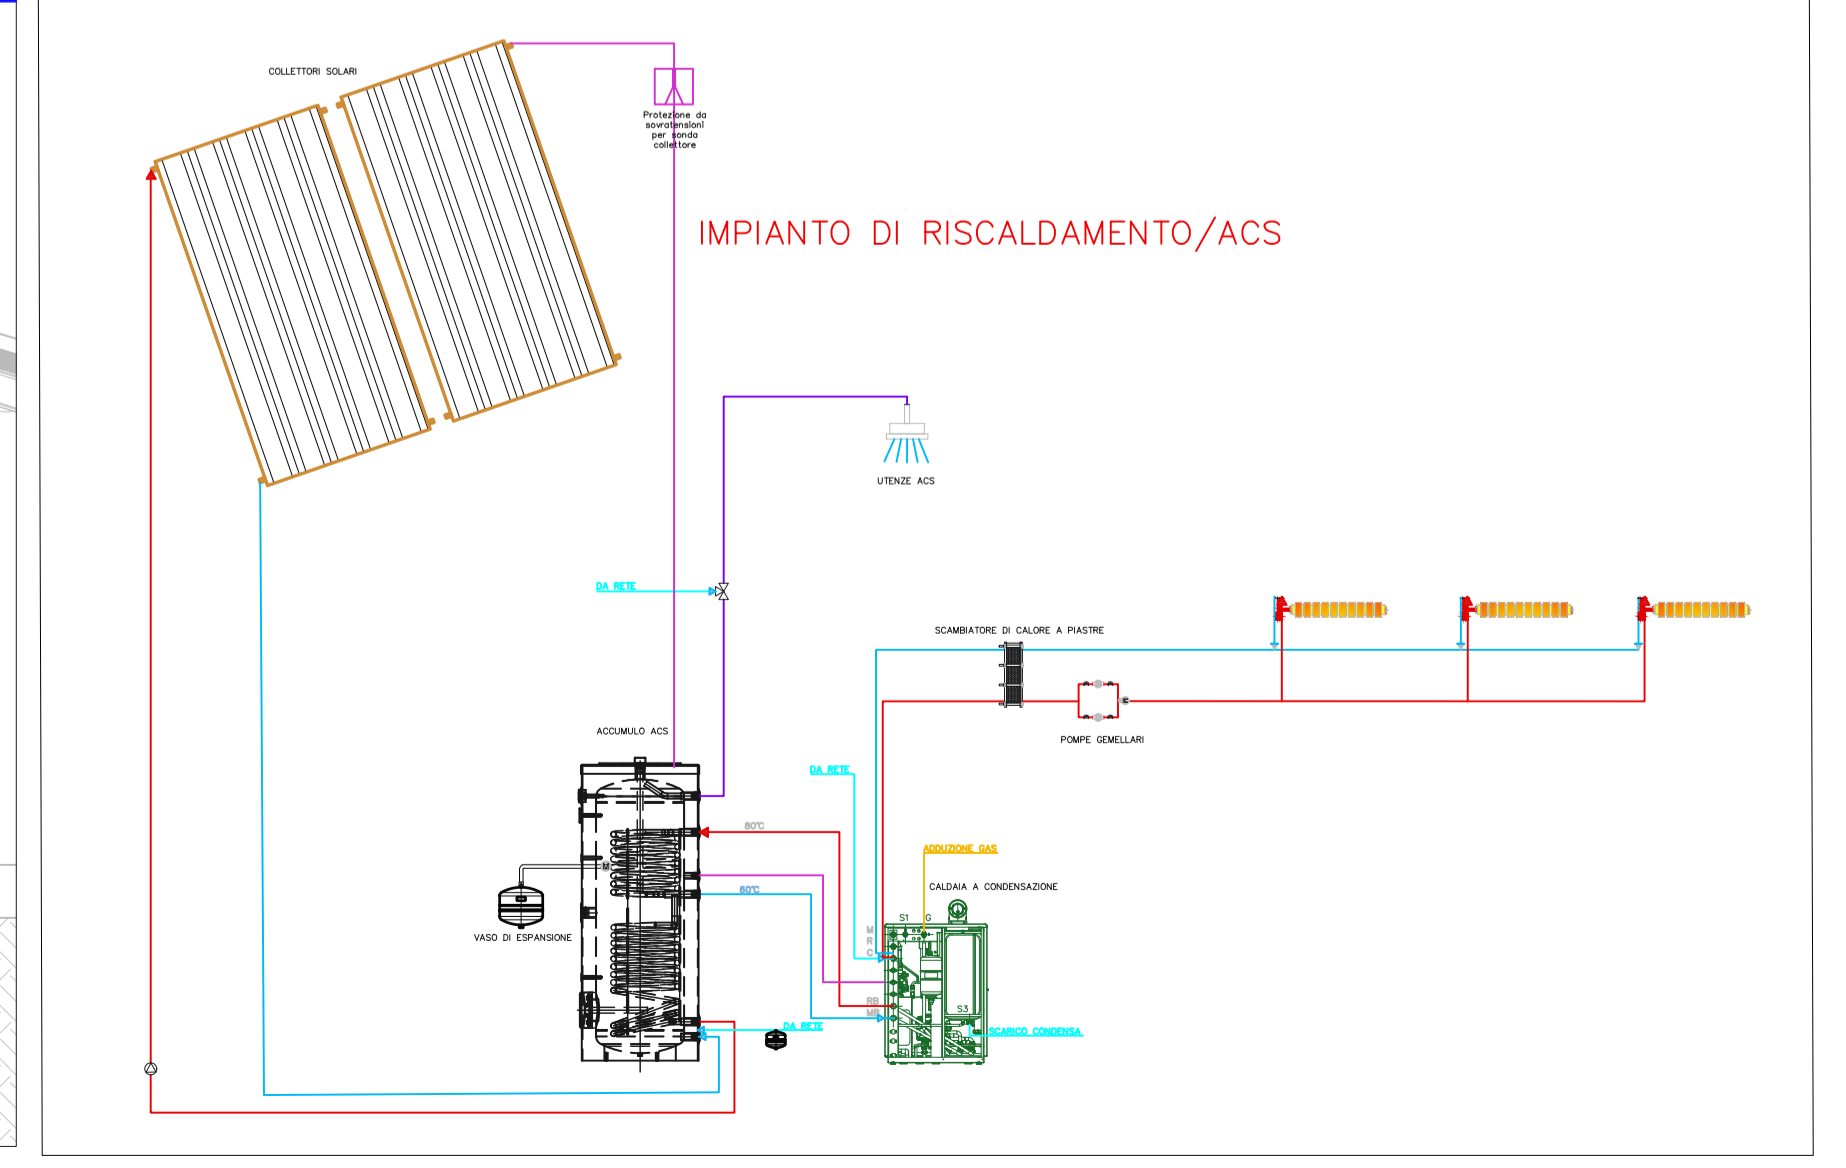 COLLETTORI SOLARI
Protezione da
sovratensioni
per sonda
collettore
IMPIANTO DI RISCALDAMENTO/ACS
UTENZE ACS
DA RETE
SCAMBIATORE DI CALORE A PIASTRE
ACCUMULO ACS
POMPE GEMELLARI
DA RETE
80°C
ADDUZIONE GAS
M
60°C
CALDAIA A CONDENSAZIONE
S1 G
M
R
C
VASO DI ESPANSIONE
RB
MB
S3
DA RETE
SCARICO CONDENSA